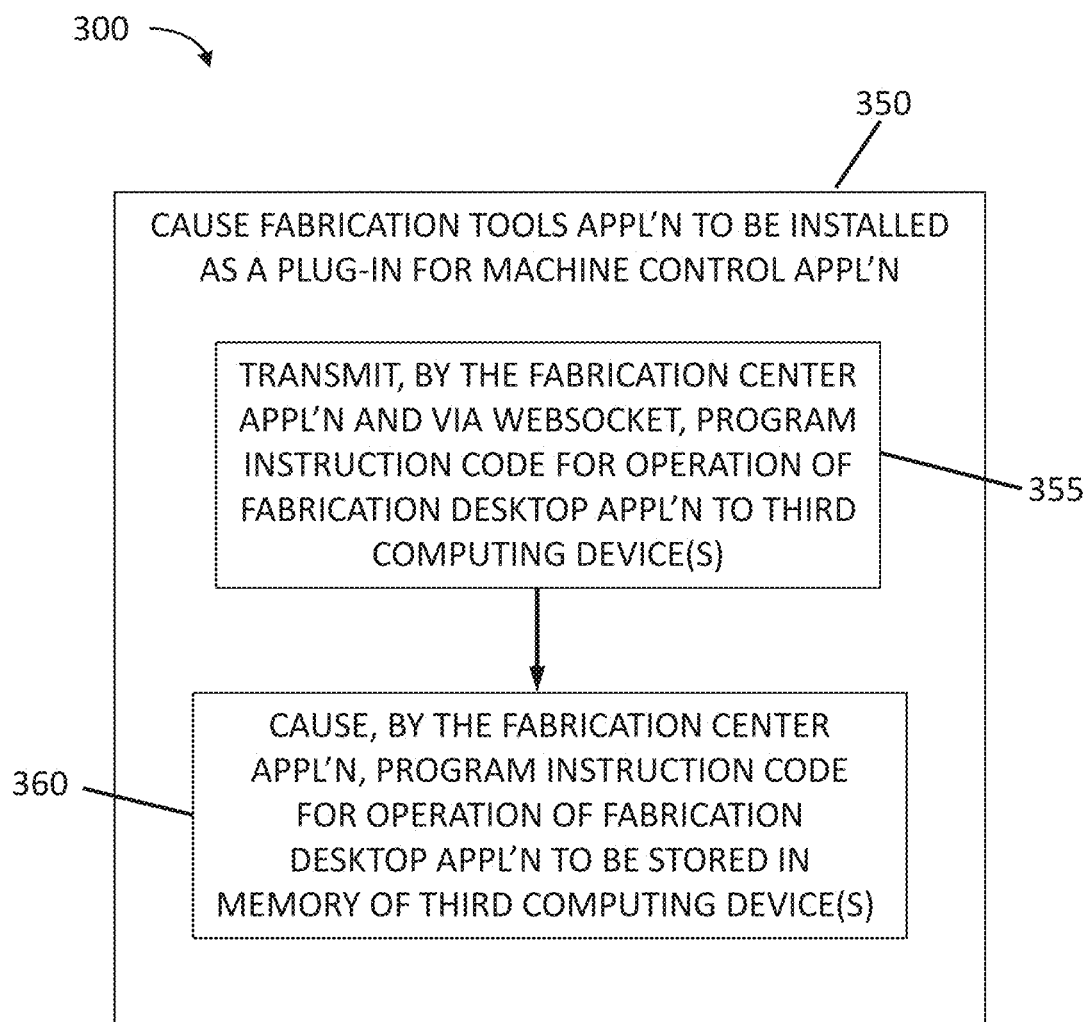 300
350
CAUSE FABRICATION TOOLS APPL'N TO BE INSTALLED
AS A PLUG-IN FOR MACHINE CONTROL APPL'N
TRANSMIT, BY THE FABRICATION CENTER
APPL'N AND VIA WEBSOCKET, PROGRAM
INSTRUCTION CODE FOR OPERATION OF
FABRICATION DESKTOP APPL'N TO THIRD
COMPUTING DEVICE(S)
355
CAUSE, BY THE FABRICATION CENTER
APPL'N, PROGRAM INSTRUCTION CODE
FOR OPERATION OF FABRICATION
DESKTOP APPL'N TO BE STORED IN
MEMORY OF THIRD COMPUTING DEVICE(S)
360